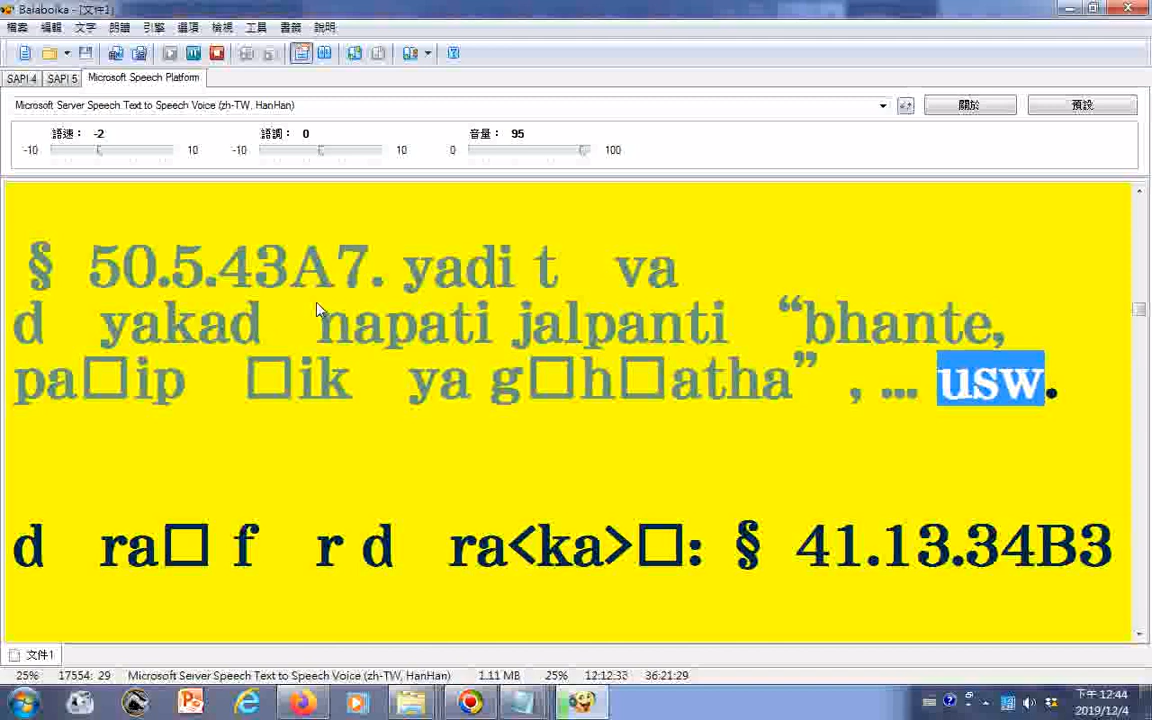 Balabolka - [文件1]
檔案 編輯 文字 朗讀 引擎 選項 檢視 工具 書籤 說明
SAPI 4 SAPI 5 Microsoft Speech Platform
Microsoft Server Speech Text to Speech Voice (zh-TW, HanHan) 關於 預設
語速： -2 語調： 0 音量： 95
-10 10 -10 10 0 100
§ 50.5.43A7. yadi t va
d yakad napati jalpanti “bhante,
pa□ip □ik ya g□h□atha” , ... usw.
d ra□ f r d ra<ka>□: § 41.13.34B3
文件1
25% 17554: 29 Microsoft Server Speech Text to Speech Voice (zh-TW, HanHan) 1.11 MB 25% 12:12:33 36:21:29
下午 12:44
2019/12/4